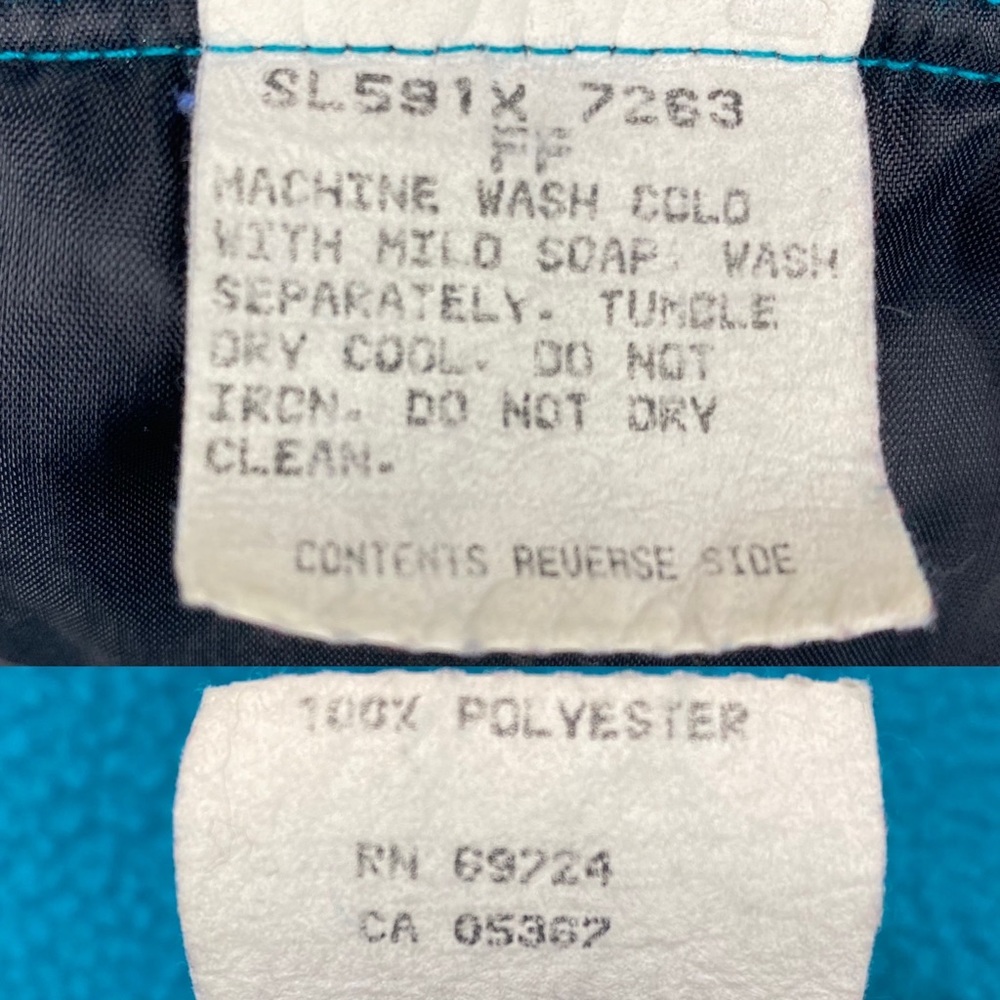 SL591X 7263
FF
MACHINE WASH COLD
WITH MILD SOAP. WASH
SEPARATELY. TUMBLE
DRY COOL. DO NOT
IRON. DO NOT DRY
CLEAN.
CONTENTS REVERSE SIDE
100% POLYESTER
RN 69724
CA 05367